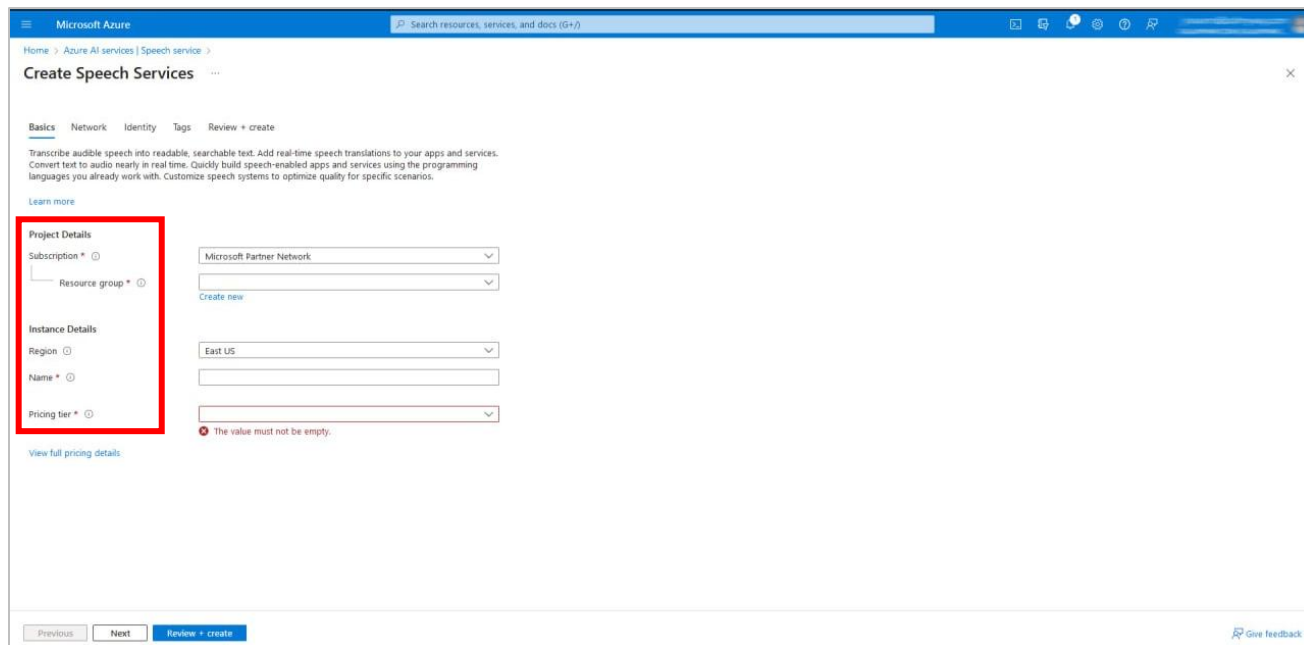 Microsoft Azure
Search resources, services, and docs (G+/)
1
Home > Azure AI services | Speech service >
Create Speech Services ...
Basics Network Identity Tags Review + create
Transcribe audible speech into readable, searchable text. Add real-time speech translations to your apps and services.
Convert text to audio nearly in real time. Quickly build speech-enabled apps and services using the programming
languages you already work with. Customize speech systems to optimize quality for specific scenarios.
Learn more
Project Details
Subscription *
Microsoft Partner Network
Resource group *
Create new
Instance Details
Region
East US
Name *
Pricing tier *
The value must not be empty.
View full pricing details
Previous Next Review + create
Give feedback